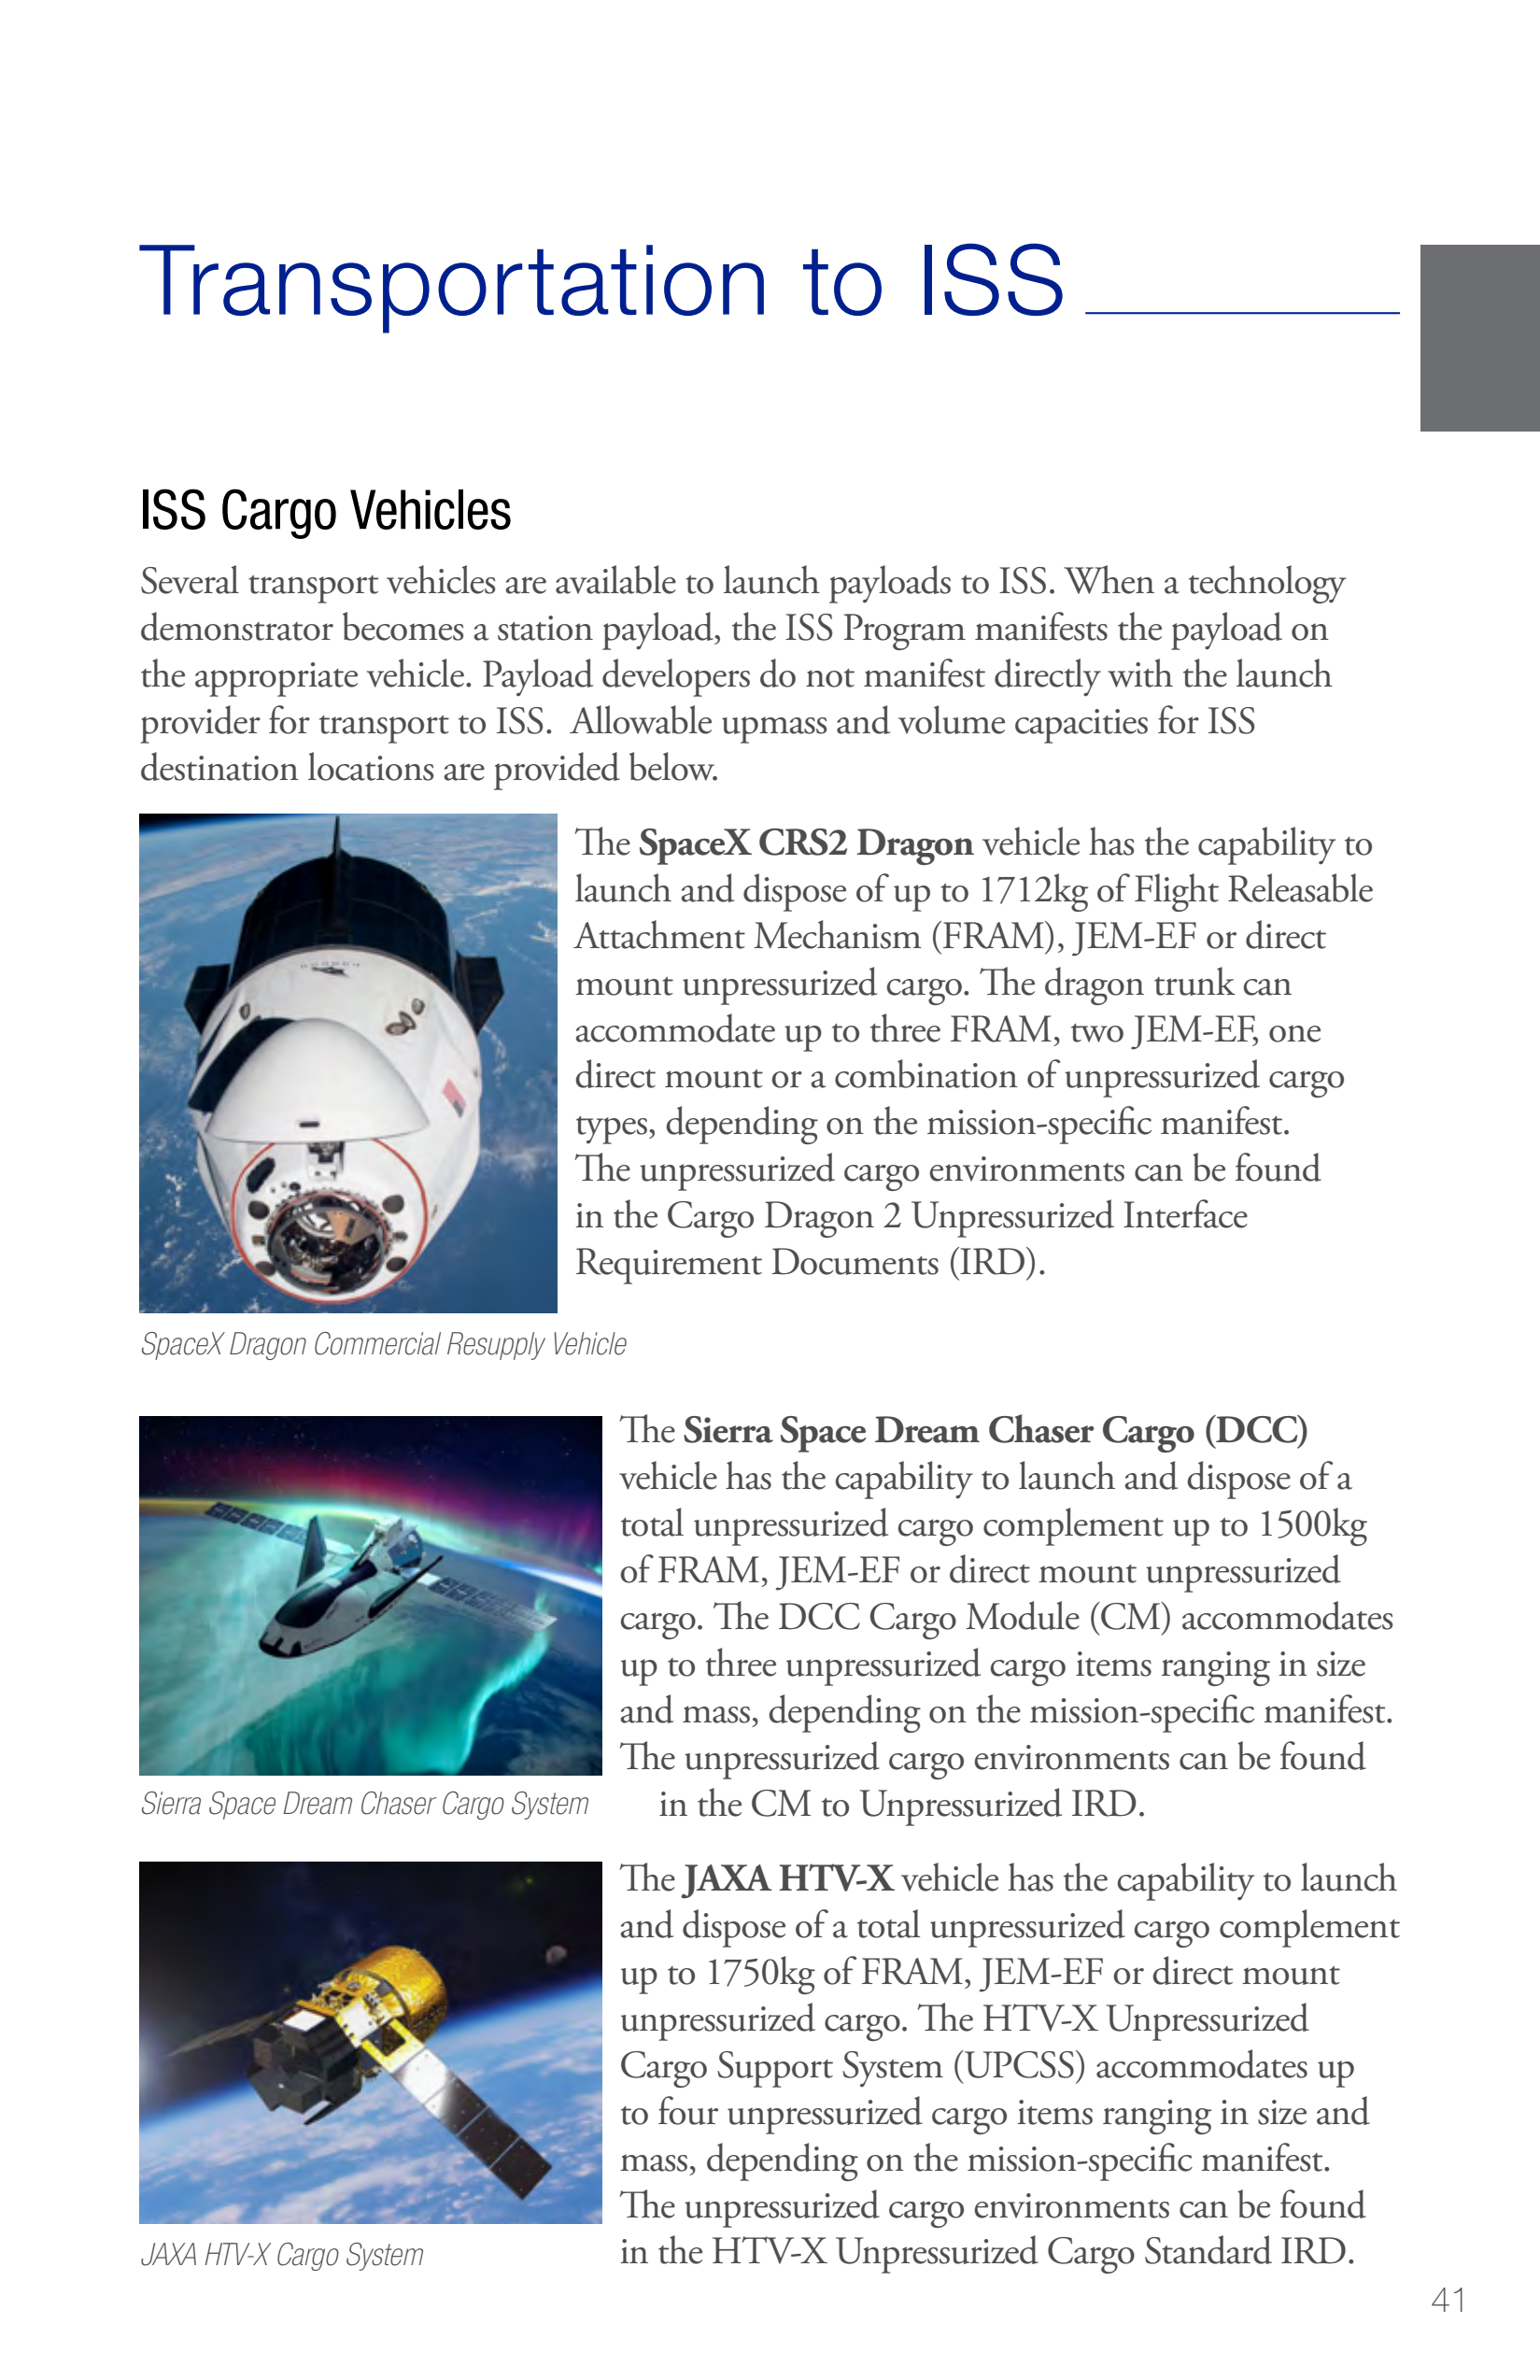 Transportation to ISS
ISS Cargo Vehicles
Several transport vehicles are available to launch payloads to ISS. When a technology
demonstrator becomes a station payload, the ISS Program manifests the payload on
the appropriate vehicle. Payload developers do not manifest directly with the launch
provider for transport to ISS.  Allowable upmass and volume capacities for ISS
destination locations are provided below.
The SpaceX CRS2 Dragon vehicle has the capability to
launch and dispose of up to 1712kg of Flight Releasable
Attachment Mechanism (FRAM), JEM-EF or direct
mount unpressurized cargo. The dragon trunk can
accommodate up to three FRAM, two JEM-EF, one
direct mount or a combination of unpressurized cargo
types, depending on the mission-specific manifest.
The unpressurized cargo environments can be found
in the Cargo Dragon 2 Unpressurized Interface
Requirement Documents (IRD).
SpaceX Dragon Commercial Resupply Vehicle
The Sierra Space Dream Chaser Cargo (DCC)
vehicle has the capability to launch and dispose of a
total unpressurized cargo complement up to 1500kg
of FRAM, JEM-EF or direct mount unpressurized
cargo. The DCC Cargo Module (CM) accommodates
up to three unpressurized cargo items ranging in size
and mass, depending on the mission-specific manifest.
The unpressurized cargo environments can be found
in the CM to Unpressurized IRD.
Sierra Space Dream Chaser Cargo System
The JAXA HTV-X vehicle has the capability to launch
and dispose of a total unpressurized cargo complement
up to 1750kg of FRAM, JEM-EF or direct mount
unpressurized cargo. The HTV-X Unpressurized
Cargo Support System (UPCSS) accommodates up
to four unpressurized cargo items ranging in size and
mass, depending on the mission-specific manifest.
The unpressurized cargo environments can be found
in the HTV-X Unpressurized Cargo Standard IRD.
JAXA HTV-X Cargo System
41